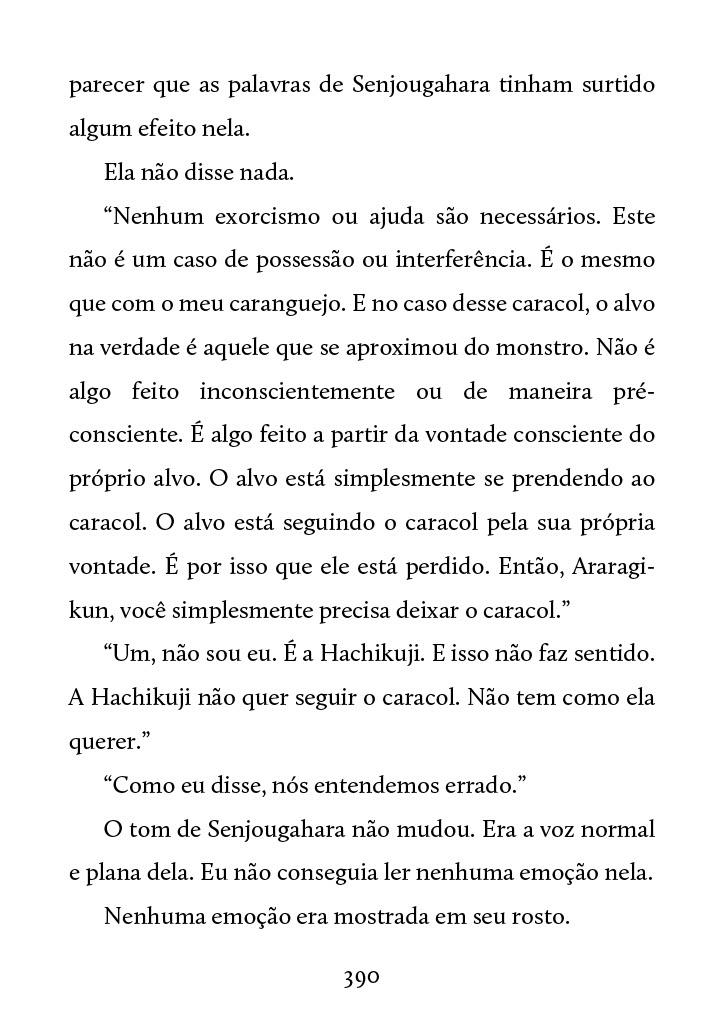 parecer que as palavras de Senjougahara tinham surtido
algum efeito nela.
Ela não disse nada.
“Nenhum exorcismo ou ajuda são necessários. Este
não é um caso de possessão ou interferência. É o mesmo
que com o meu caranguejo. E no caso desse caracol, o alvo
na verdade é aquele que se aproximou do monstro. Não é
algo feito inconscientemente ou de maneira pré-
consciente. É algo feito a partir da vontade consciente do
próprio alvo. O alvo está simplesmente se prendendo ao
caracol. O alvo está seguindo o caracol pela sua própria
vontade. É por isso que ele está perdido. Então, Araragi-
kun, você simplesmente precisa deixar o caracol.”
“Um, não sou eu. É a Hachikuji. E isso não faz sentido.
A Hachikuji não quer seguir o caracol. Não tem como ela
querer.”
“Como eu disse, nós entendemos errado.”
O tom de Senjougahara não mudou. Era a voz normal
e plana dela. Eu não conseguia ler nenhuma emoção nela.
Nenhuma emoção era mostrada em seu rosto.
390